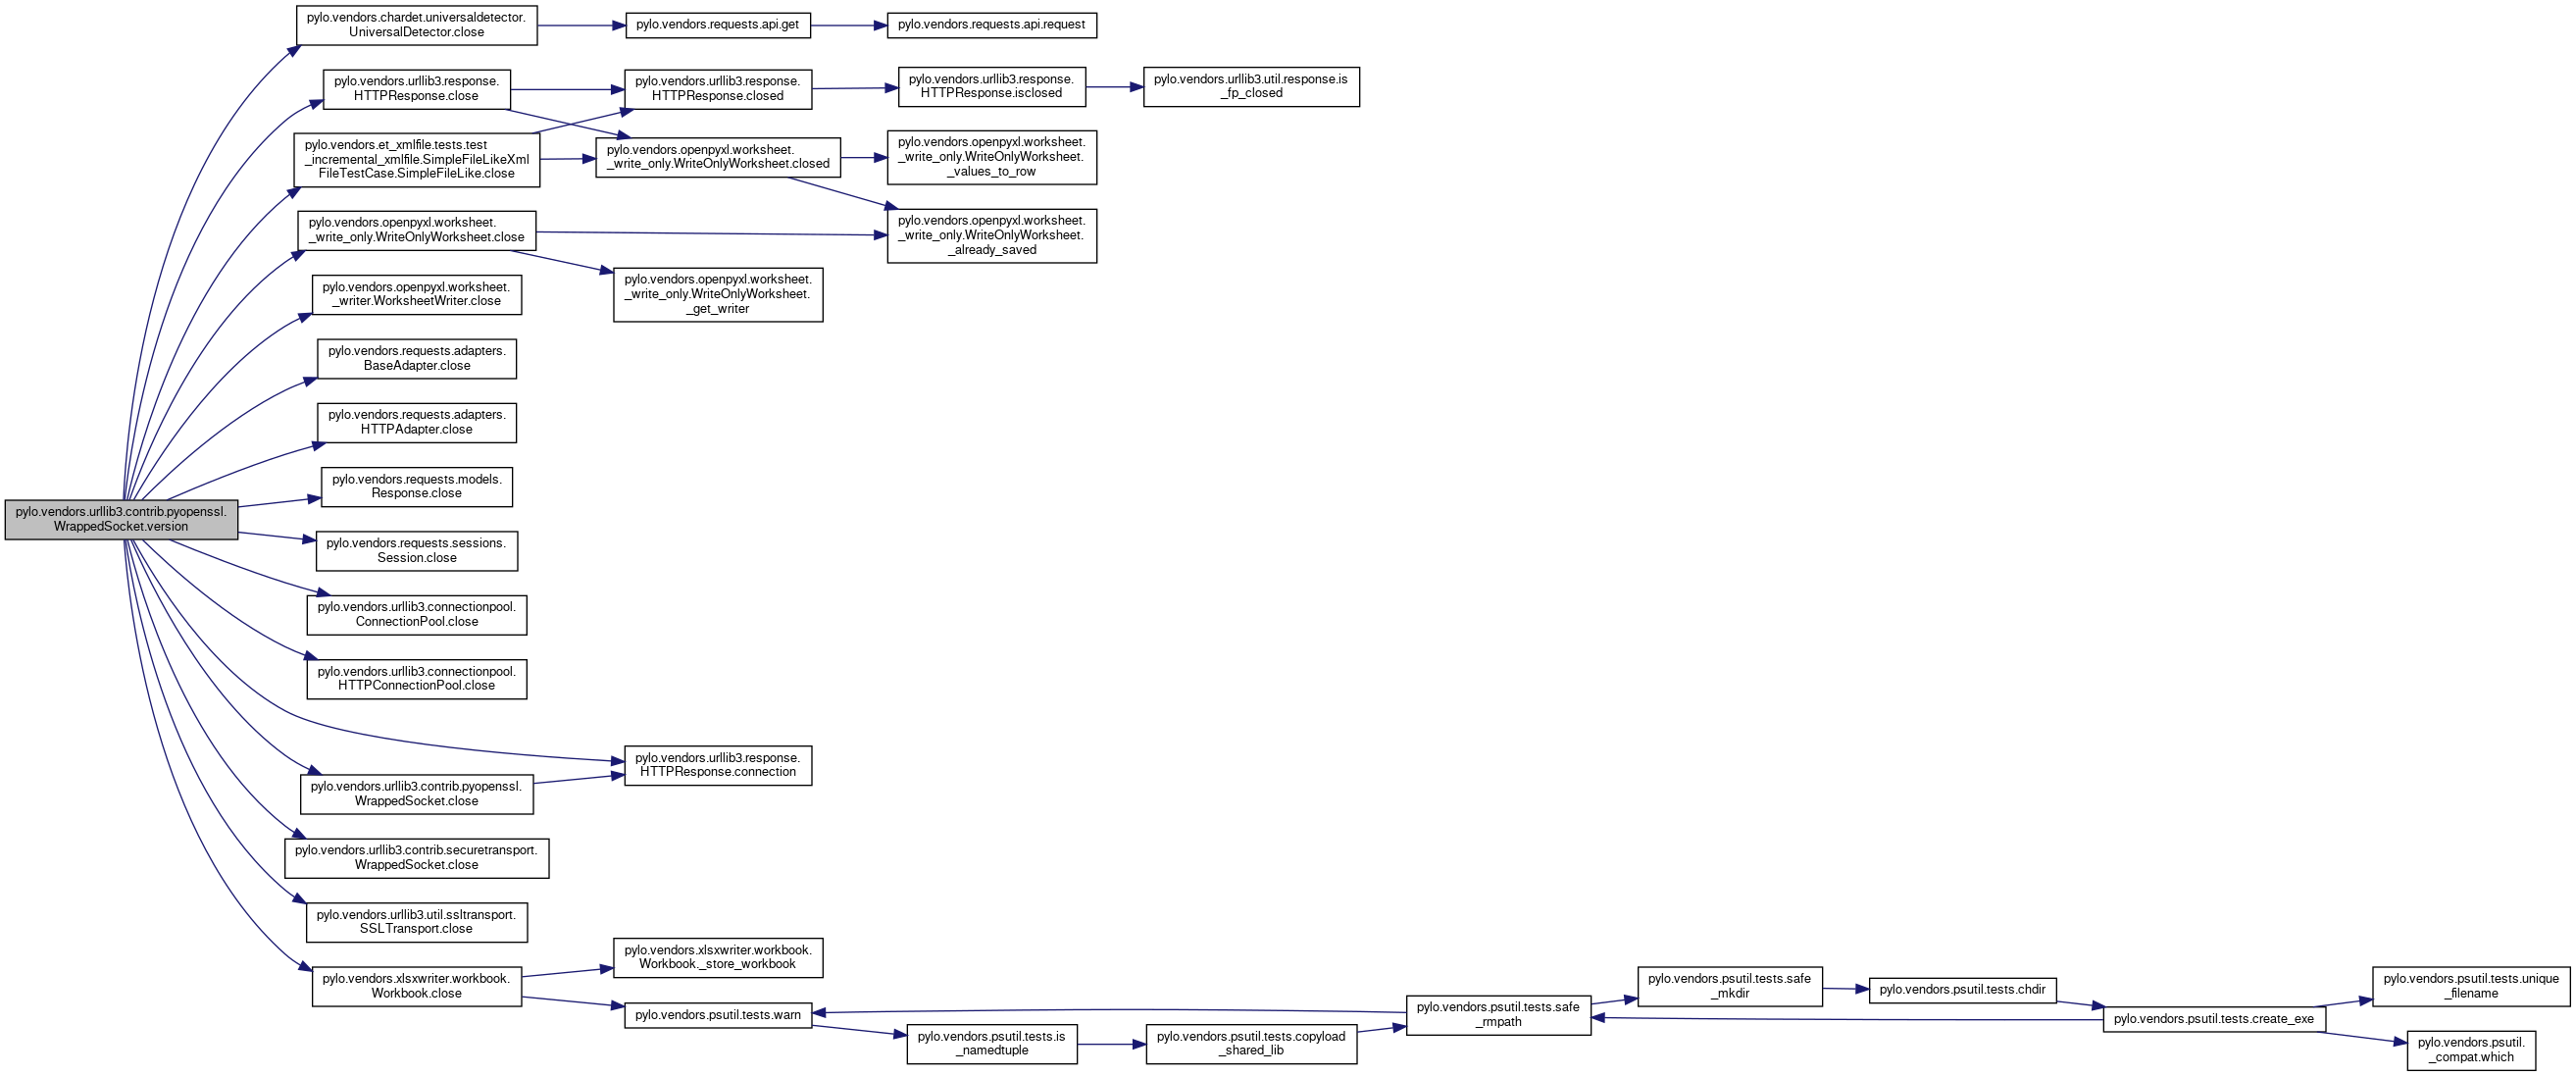 pylo.vendors.urllib3.contrib.pyopenssl.
WrappedSocket.version
pylo.vendors.chardet.universaldetector.
UniversalDetector.close
pylo.vendors.requests.api.get
pylo.vendors.requests.api.request
pylo.vendors.urllib3.response.
HTTPResponse.close
pylo.vendors.urllib3.response.
HTTPResponse.closed
pylo.vendors.urllib3.response.
HTTPResponse.isclosed
pylo.vendors.urllib3.util.response.is
_fp_closed
pylo.vendors.et_xmlfile.tests.test
_incremental_xmlfile.SimpleFileLikeXml
FileTestCase.SimpleFileLike.close
pylo.vendors.openpyxl.worksheet.
_write_only.WriteOnlyWorksheet.closed
pylo.vendors.openpyxl.worksheet.
_write_only.WriteOnlyWorksheet.
_values_to_row
pylo.vendors.openpyxl.worksheet.
_write_only.WriteOnlyWorksheet.
_already_saved
pylo.vendors.openpyxl.worksheet.
_write_only.WriteOnlyWorksheet.close
pylo.vendors.openpyxl.worksheet.
_write_only.WriteOnlyWorksheet.
_get_writer
pylo.vendors.openpyxl.worksheet.
_writer.WorksheetWriter.close
pylo.vendors.requests.adapters.
BaseAdapter.close
pylo.vendors.requests.adapters.
HTTPAdapter.close
pylo.vendors.requests.models.
Response.close
pylo.vendors.requests.sessions.
Session.close
pylo.vendors.urllib3.connectionpool.
ConnectionPool.close
pylo.vendors.urllib3.connectionpool.
HTTPConnectionPool.close
pylo.vendors.urllib3.response.
HTTPResponse.connection
pylo.vendors.urllib3.contrib.pyopenssl.
WrappedSocket.close
pylo.vendors.urllib3.contrib.securetransport.
WrappedSocket.close
pylo.vendors.urllib3.util.ssltransport.
SSLTransport.close
pylo.vendors.xlsxwriter.workbook.
Workbook.close
pylo.vendors.xlsxwriter.workbook.
Workbook._store_workbook
pylo.vendors.psutil.tests.warn
pylo.vendors.psutil.tests.is
_namedtuple
pylo.vendors.psutil.tests.copyload
_shared_lib
pylo.vendors.psutil.tests.safe
_rmpath
pylo.vendors.psutil.tests.safe
_mkdir
pylo.vendors.psutil.tests.chdir
pylo.vendors.psutil.tests.create_exe
pylo.vendors.psutil.tests.unique
_filename
pylo.vendors.psutil.
_compat.which